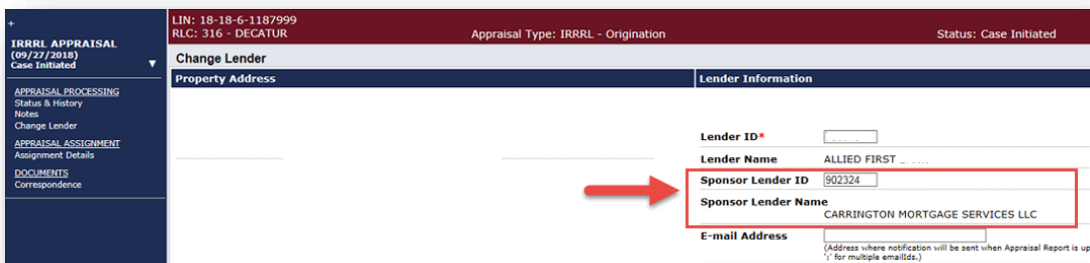 +
IRRRL APPRAISAL
(09/27/2018)
Case Initiated ▼
APPRAISAL PROCESSING
Status & History
Notes
Change Lender
APPRAISAL ASSIGNMENT
Assignment Details
DOCUMENTS
Correspondence
LIN: 18-18-6-1187999
RLC: 316 - DECATUR Appraisal Type: IRRRL - Origination Status: Case Initiated
Change Lender
Property Address Lender Information
Lender ID*
Lender Name ALLIED FIRST
Sponsor Lender ID 902324
Sponsor Lender Name
CARRINGTON MORTGAGE SERVICES LLC
E-mail Address
(Address where notification will be sent when Appraisal Report is up
';' for multiple emailIds.)